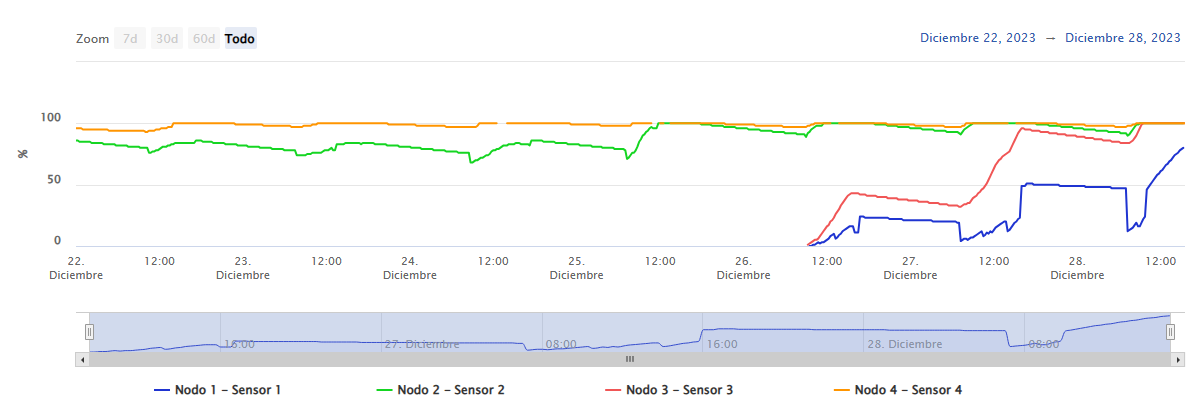 Zoom 7d 30d 60d Todo Diciembre 22, 2023 → Diciembre 28, 2023
%
100
50
0
22. Diciembre 12:00 23. Diciembre 12:00 24. Diciembre 12:00 25. Diciembre 12:00 26. Diciembre 12:00 27. Diciembre 12:00 28. Diciembre 12:00
16:00 27. Diciembre 08:00 16:00 28. Diciembre 08:00
Nodo 1 - Sensor 1 Nodo 2 - Sensor 2 Nodo 3 - Sensor 3 Nodo 4 - Sensor 4